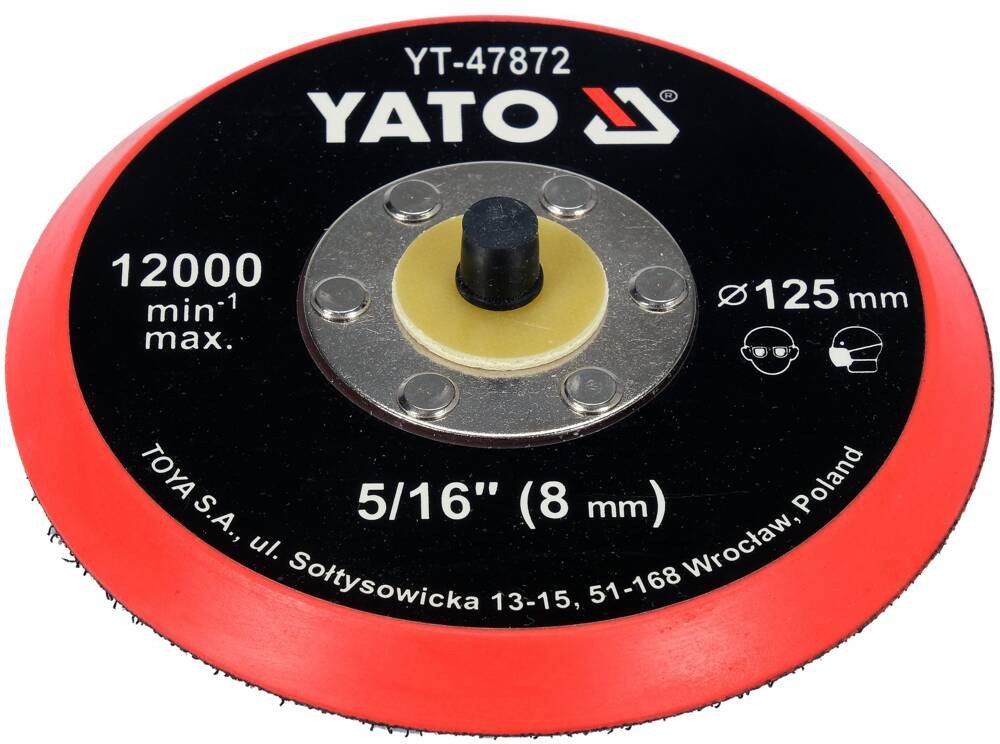 YT-47872
YATO ®
12000
min⁻¹
max.
⌀ 125 mm
5/16" (8 mm)
TOYA S.A., ul. Sołtysowicka 13-15, 51-168 Wrocław, Poland